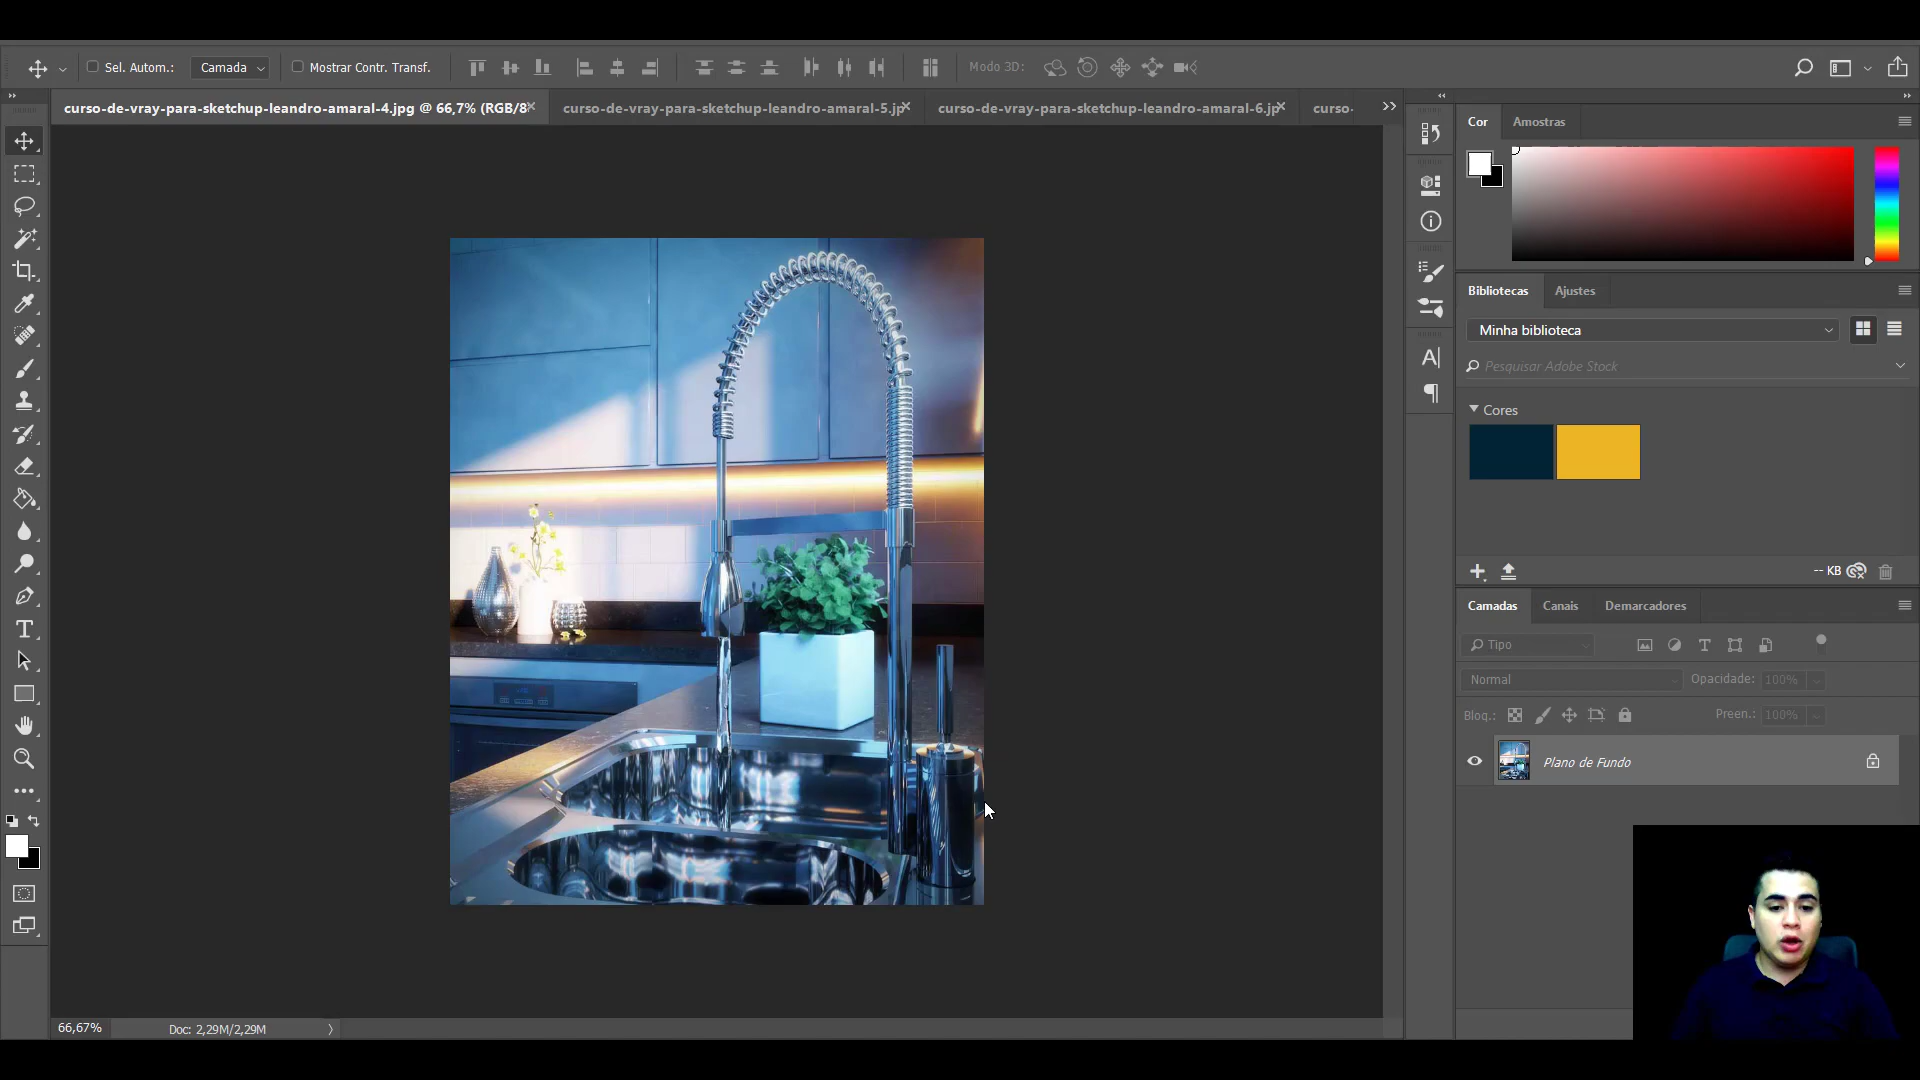 Sel. Autom.:
Camada
Mostrar Contr. Transf.
Modo 3D:
curso-de-vray-para-sketchup-leandro-amaral-4.jpg @ 66,7% (RGB/8
curso-de-vray-para-sketchup-leandro-amaral-5.jp
curso-de-vray-para-sketchup-leandro-amaral-6.jp
curso-
Cor
Amostras
Bibliotecas
Ajustes
Minha biblioteca
Pesquisar Adobe Stock
Cores
-- KB
Camadas
Canais
Demarcadores
Tipo
Normal
Opacidade:
100%
Bloq.:
Preen.:
100%
Plano de Fundo
66,67%
Doc: 2,29M/2,29M